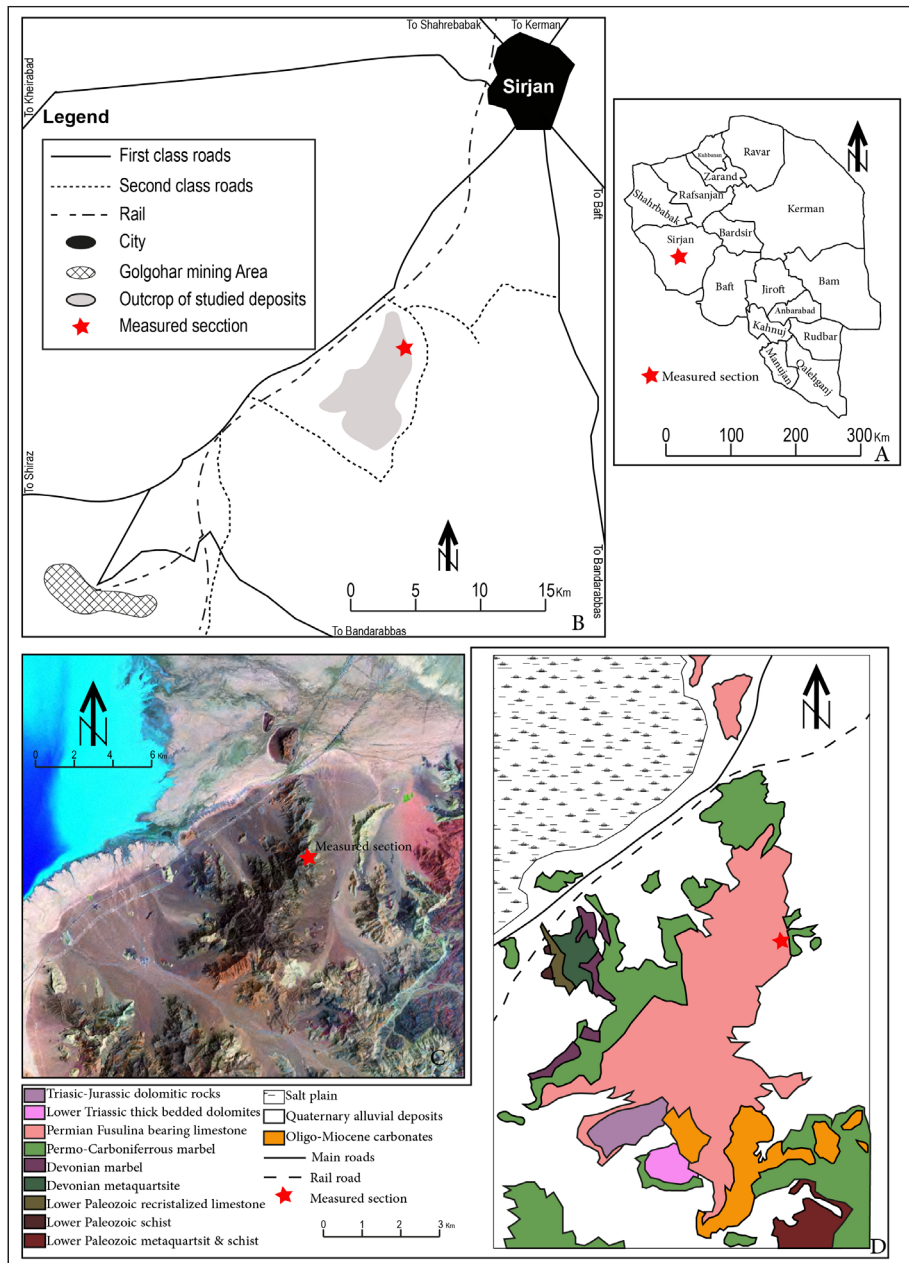 To Shahrebabak
To Kerman
To Kheirabad
Sirjan
Legend
First class roads
Second class roads
Rail
City
Golgohar mining Area
Outcrop of studied deposits
Measured secction
To Baft
To Shiraz
To Bandarabbas
To Bandarabbas
N
0 5 10 15 Km
B
N
Kuhbanan
Ravar
Zarand
Rafsanjan
Shahrbabak
Kerman
Sirjan
Bardsir
Baft
Jiroft
Bam
Anbarabad
Kahnuj
Rudbar
Manujan
Qalehganj
Measured section
0 100 200 300 Km
A
N
0 2 4 6 Km
Measured section
C
N
D
Triasic-Jurassic dolomitic rocks
Lower Triassic thick bedded dolomites
Permian Fusulina bearing limestone
Permo-Carboniferrous marbel
Devonian marbel
Devonian metaquartsite
Lower Paleozoic recristalized limestone
Lower Paleozoic schist
Lower Paleozoic metaquartsit & schist
Salt plain
Quaternary alluvial deposits
Oligo-Miocene carbonates
Main roads
Rail road
Measured section
0 1 2 3 Km